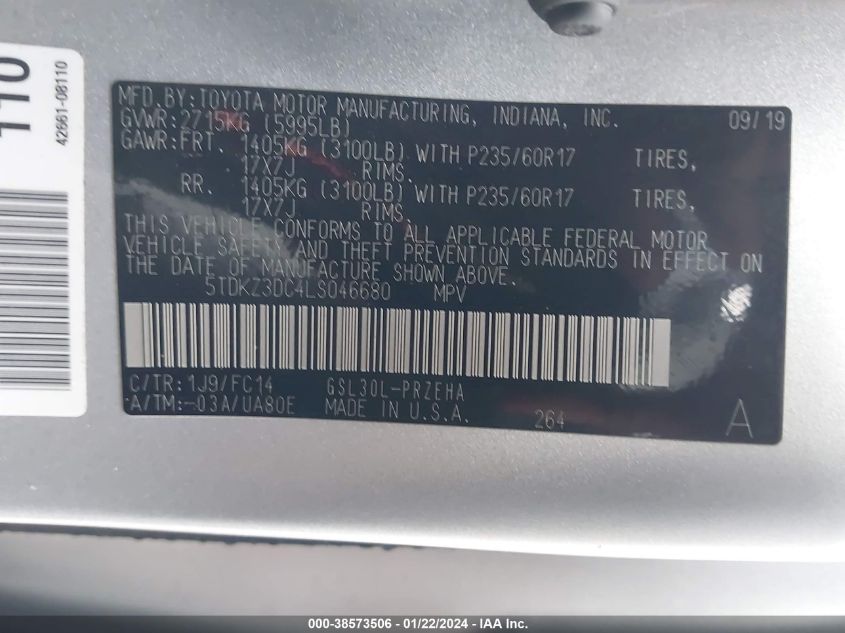 110
42661-08110
MFD.BY:TOYOTA MOTOR MANUFACTURING, INDIANA, INC. 09/19
GVWR:2715KG (5995LB)
GAWR:FRT. 1405KG (3100LB) WITH P235/60R17 TIRES,
17X7J RIMS.
RR. 1405KG (3100LB) WITH P235/60R17 TIRES,
17X7J RIMS.
THIS VEHICLE CONFORMS TO ALL APPLICABLE FEDERAL MOTOR
VEHICLE SAFETY AND THEFT PREVENTION STANDARDS IN EFFECT ON
THE DATE OF MANUFACTURE SHOWN ABOVE.
5TDKZ3DC4LS046680 MPV
C/TR:1J9/FC14 GSL30L-PRZEHA
A/TM:-03A/UA80E MADE IN U.S.A. 264 A
000-38573506 - 01/22/2024 - IAA Inc.